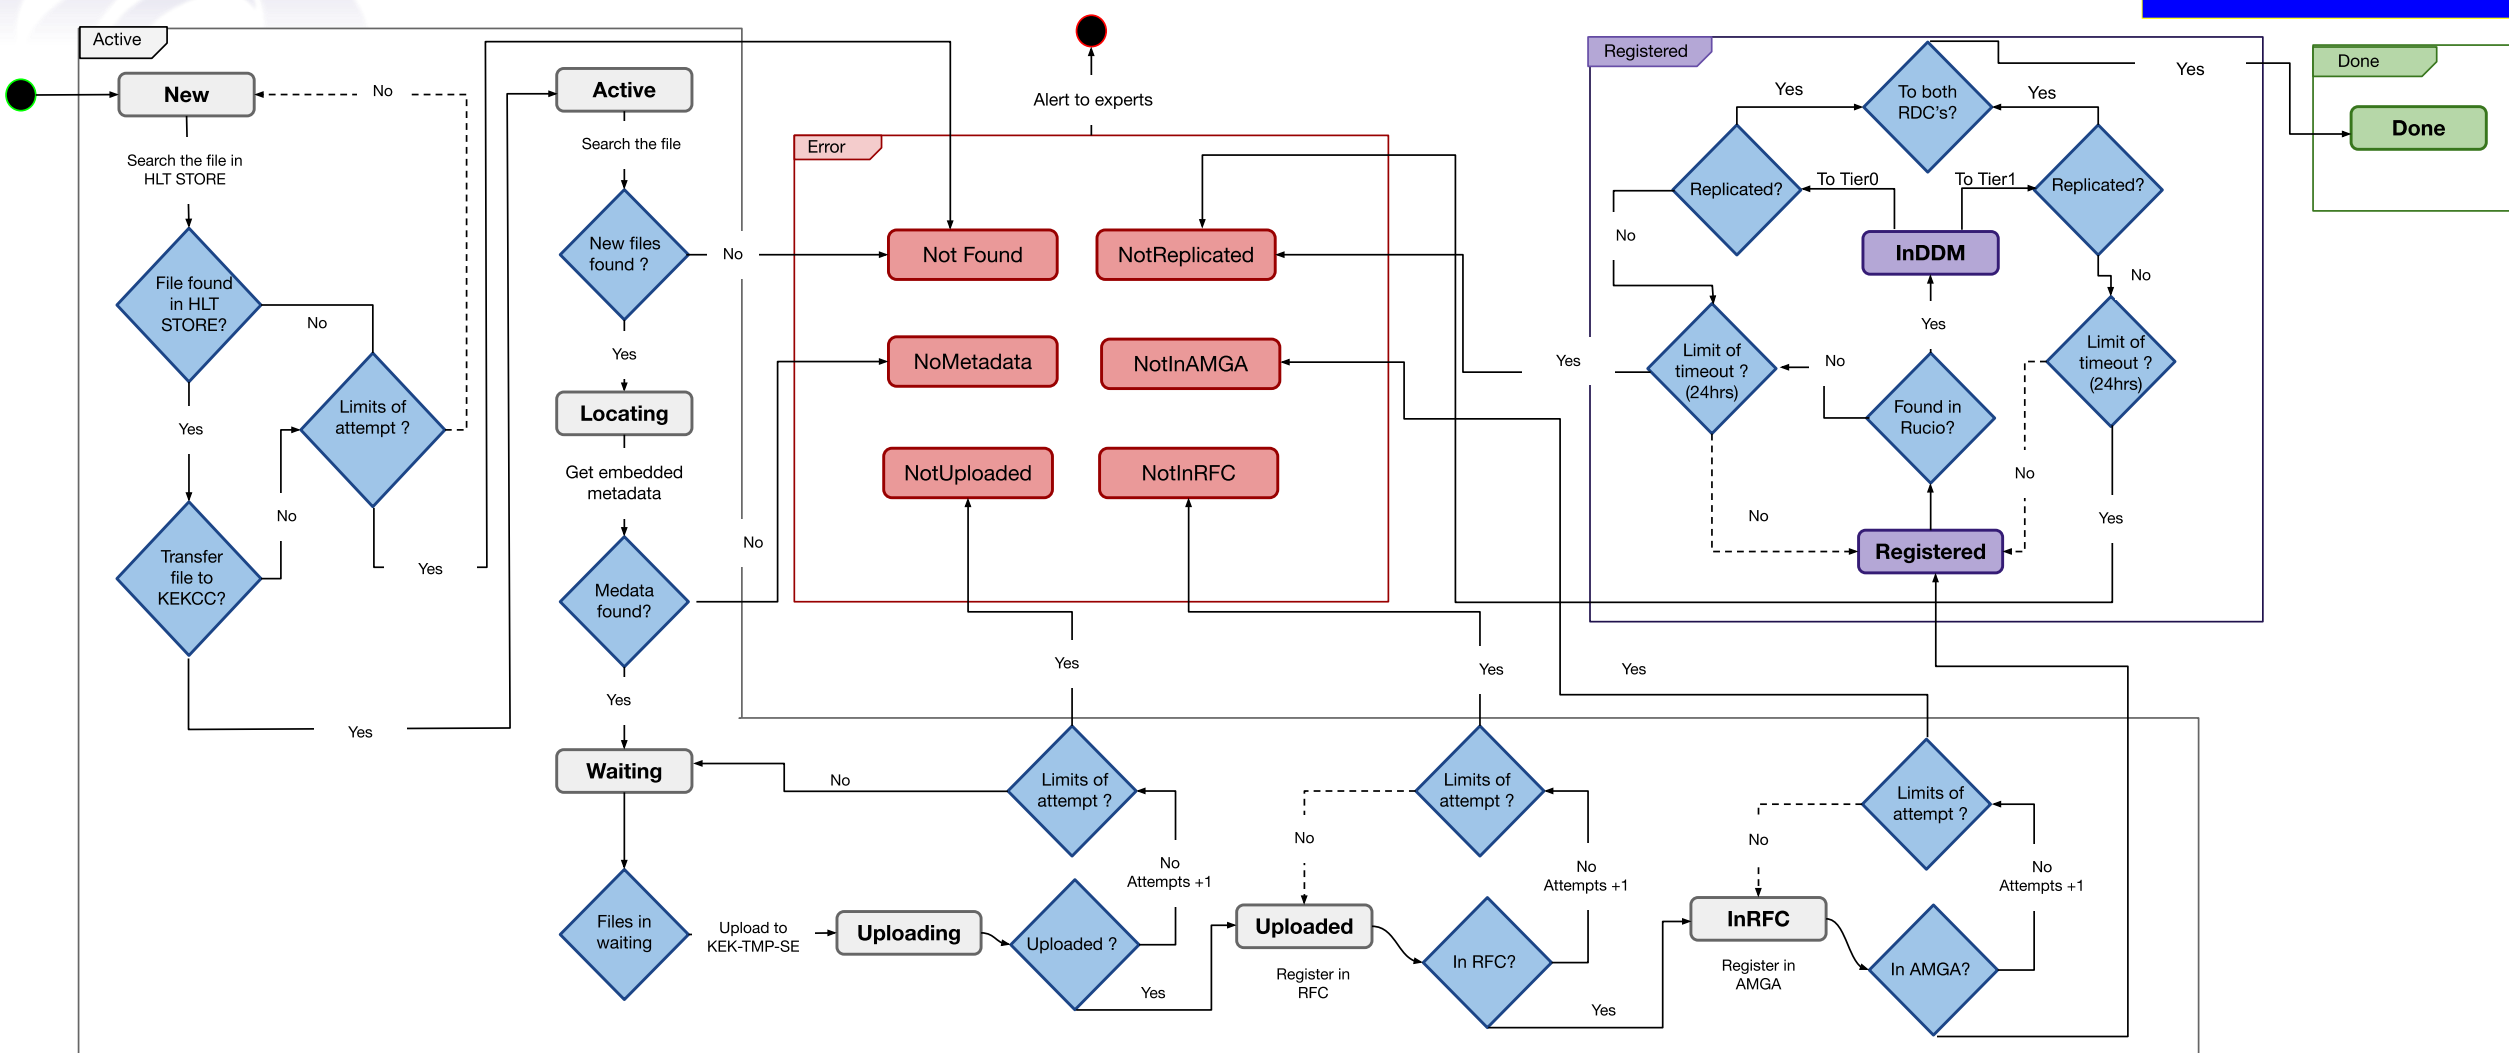 Active
New
No
Search the file in
HLT STORE
File found
in HLT
STORE?
No
Limits of
attempt ?
Yes
No
Transfer
file to
KEKCC?
Yes
Yes
Active
Search the file
New files
found ?
No
Yes
Locating
Get embedded
metadata
No
Medata
found?
Yes
Waiting
Files in
waiting
Upload to
KEK-TMP-SE
Uploading
Uploaded ?
No
Attempts +1
Limits of
attempt ?
No
Yes
Yes
Uploaded
Register in
RFC
In RFC?
No
Attempts +1
Limits of
attempt ?
No
Yes
Yes
InRFC
Register in
AMGA
In AMGA?
No
Attempts +1
Limits of
attempt ?
No
Yes
Alert to experts
Error
Not Found
NotReplicated
NoMetadata
NotInAMGA
NotUploaded
NotInRFC
Registered
To both
RDC's?
Yes
Yes
Replicated?
To Tier0
To Tier1
Replicated?
No
InDDM
No
Yes
Limit of
timeout ?
(24hrs)
No
Yes
Found in
Rucio?
Limit of
timeout ?
(24hrs)
No
No
Yes
Registered
Yes
Done
Done